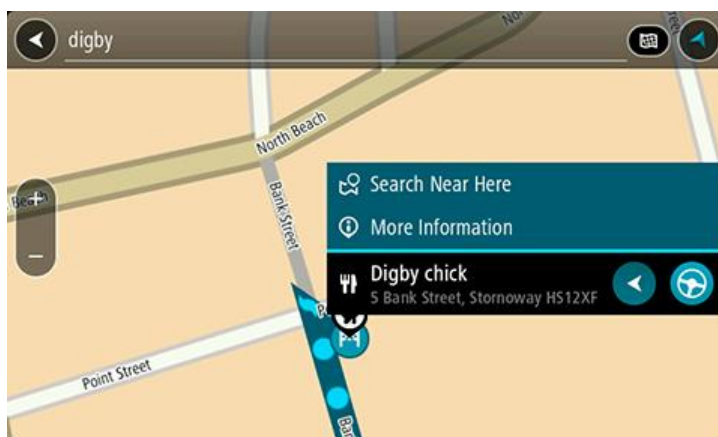 digby
North Beach
Beach
Bank Street
Search Near Here
More Information
Digby chick
5 Bank Street, Stornoway HS12XF
Point Street